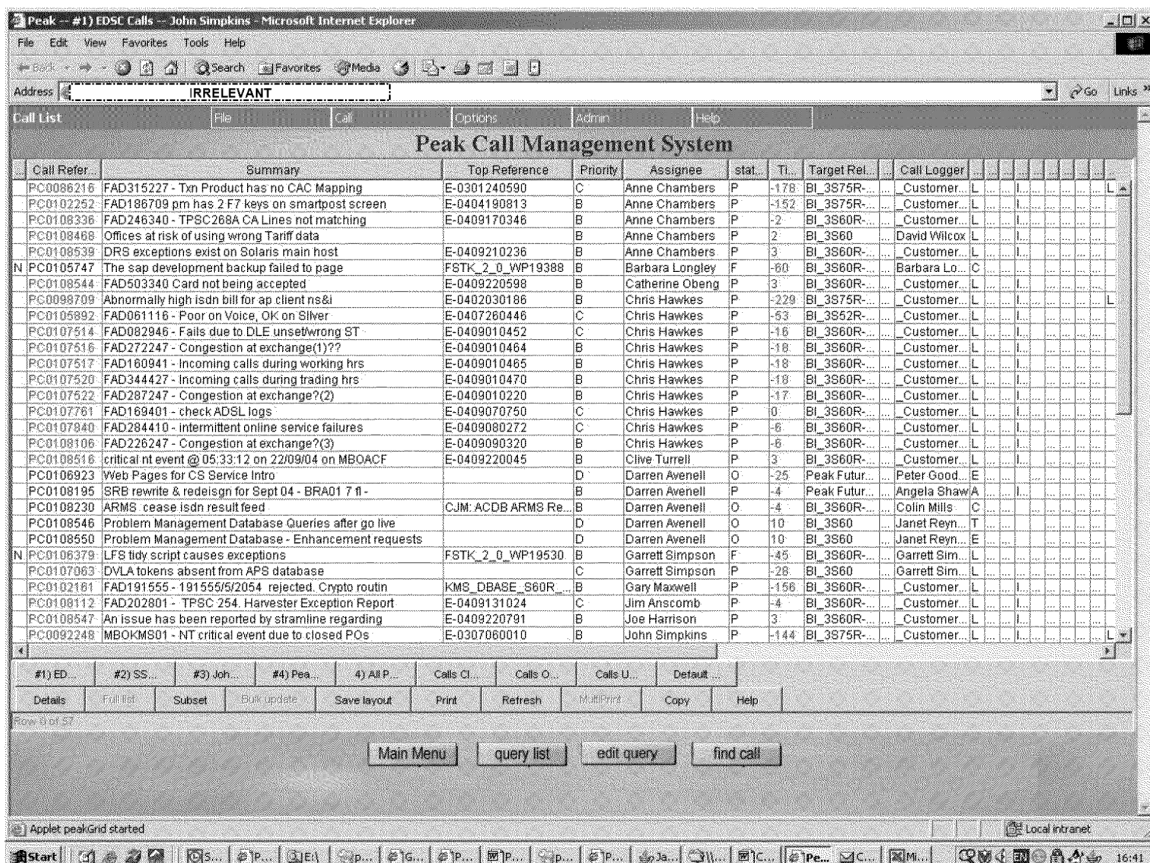 Peak -- #1) EDSC Calls -- John Simpkins - Microsoft Internet Explorer
File Edit View Favorites Tools Help
Back Search Favorites Media
Address IRRELEVANT Go Links »
Call List File Call Options Admin Help
Peak Call Management System
... Call Refer... Summary Top Reference Priority Assignee stat... Ti... Target Rel... ... Call Logger
PC0086216 FAD315227 - Txn Product has no CAC Mapping E-0301240590 C Anne Chambers P -178 BI_3S75R-... ... _Customer... L ... ... I... ... ... ... ... L
PC0102252 FAD186709 pm has 2 F7 keys on smartpost screen E-0404190813 B Anne Chambers P -152 BI_3S75R-... ... _Customer... L
PC0108336 FAD246340 - TPSC268A CA Lines not matching E-0409170346 B Anne Chambers P -2 BI_3S60R-... ... _Customer... L
PC0108468 Offices at risk of using wrong Tariff data B Anne Chambers P 2 BI_3S60 David Wilcox L
PC0108539 DRS exceptions exist on Solaris main host E-0409210236 B Anne Chambers P 3 BI_3S60R-... ... _Customer... L
N PC0105747 The sap development backup failed to page FSTK_2_0_WP19388 B Barbara Longley F -60 BI_3S60R-... ... Barbara Lo... C
PC0108544 FAD503340 Card not being accepted E-0409220598 B Catherine Obeng P 3 BI_3S60R-... ... _Customer... L
PC0098709 Abnormally high isdn bill for ap client ns&i E-0402030186 B Chris Hawkes P -229 BI_3S75R-... ... _Customer... L ... L
PC0105892 FAD061116 - Poor on Voice, OK on SIlver E-0407260446 C Chris Hawkes P -53 BI_3S52R-... ... _Customer... L
PC0107514 FAD082946 - Fails due to DLE unset/wrong ST E-0409010452 C Chris Hawkes P -16 BI_3S60R-... ... _Customer... L
PC0107516 FAD272247 - Congestion at exchange(1)?? E-0409010464 B Chris Hawkes P -18 BI_3S60R-... ... _Customer... L
PC0107517 FAD160941 - Incoming calls during working hrs E-0409010465 B Chris Hawkes P -18 BI_3S60R-... ... _Customer... L
PC0107520 FAD344427 - Incoming calls during trading hrs E-0409010470 B Chris Hawkes P -18 BI_3S60R-... ... _Customer... L
PC0107522 FAD287247 - Congestion at exchange?(2) E-0409010220 B Chris Hawkes P -17 BI_3S60R-... ... _Customer... L
PC0107761 FAD169401 - check ADSL logs E-0409070750 C Chris Hawkes P 0 BI_3S60R-... ... _Customer... L
PC0107840 FAD284410 - intermittent online service failures E-0409080272 C Chris Hawkes P -6 BI_3S60R-... ... _Customer... L
PC0108106 FAD226247 - Congestion at exchange?(3) E-0409090320 B Chris Hawkes P -6 BI_3S60R-... ... _Customer... L
PC0108516 critical nt event @ 05:33:12 on 22/09/04 on MBOACF E-0409220045 B Clive Turrell P 3 BI_3S60R-... ... _Customer... L
PC0106923 Web Pages for CS Service Intro D Darren Avenell O -25 Peak Futur... ... Peter Good... E
PC0108195 SRB rewrite & redeisgn for Sept 04 - BRA01 7 fl - B Darren Avenell P -4 Peak Futur... ... Angela Shaw A
PC0108230 ARMS cease isdn result feed CJM: ACDB ARMS Re... B Darren Avenell O -4 BI_3S60R-... ... Colin Mills C
PC0108546 Problem Management Database Queries after go live D Darren Avenell O 10 BI_3S60 ... Janet Reyn... T
PC0108550 Problem Management Database - Enhancement requests D Darren Avenell O 10 BI_3S60 ... Janet Reyn... E
N PC0106379 LFS tidy script causes exceptions FSTK_2_0_WP19530 B Garrett Simpson F -45 BI_3S60R-... ... Garrett Sim... L
PC0107063 DVLA tokens absent from APS database C Garrett Simpson P -28 BI_3S60 ... Garrett Sim... L
PC0102161 FAD191555 - 191555/5/2054 rejected. Crypto routin KMS_DBASE_S60R_... B Gary Maxwell P -156 BI_3S60R-... ... _Customer... L
PC0108112 FAD202801 - TPSC 254. Harvester Exception Report E-0409131024 C Jim Anscomb P -4 BI_3S60R-... ... _Customer... L
PC0108547 An issue has been reported by stramline regarding E-0409220791 B Joe Harrison P 3 BI_3S60R-... ... _Customer... L
PC0092248 MBOKMS01 - NT critical event due to closed POs E-0307060010 B John Simpkins P -144 BI_3S75R-... ... _Customer... L ... L
#1) ED... #2) SS... #3) Joh... #4) Pea... 4) All P... Calls Cl... Calls O... Calls U... Default ...
Details Full list Subset Bulk update Save layout Print Refresh MultiPrint Copy Help
Row 0 of 57
Main Menu query list edit query find call
Applet peakGrid started Local intranet
Start EN 16:41